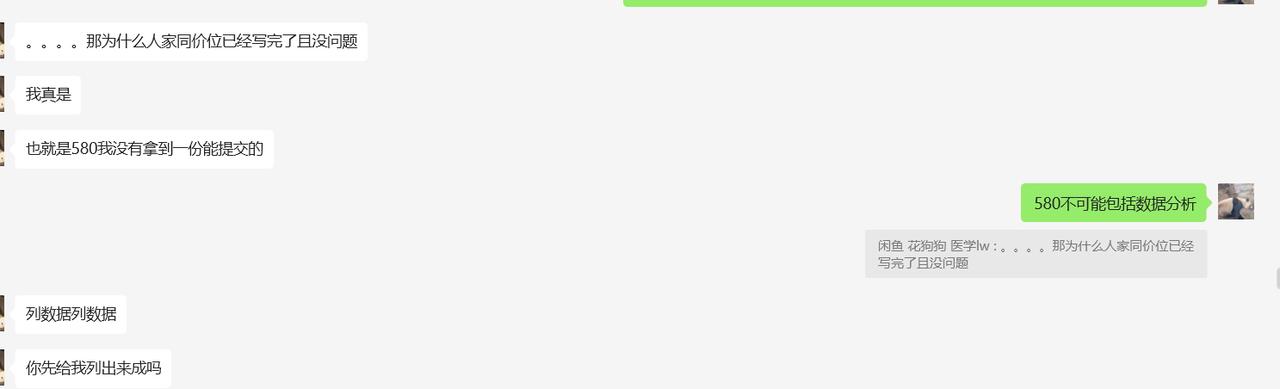 。。。。那为什么人家同价位已经写完了且没问题
我真是
也就是580我没有拿到一份能提交的
580不可能包括数据分析
闲鱼 花狗狗 医学lw : 。。。。那为什么人家同价位已经
写完了且没问题
列数据列数据
你先给我列出来成吗